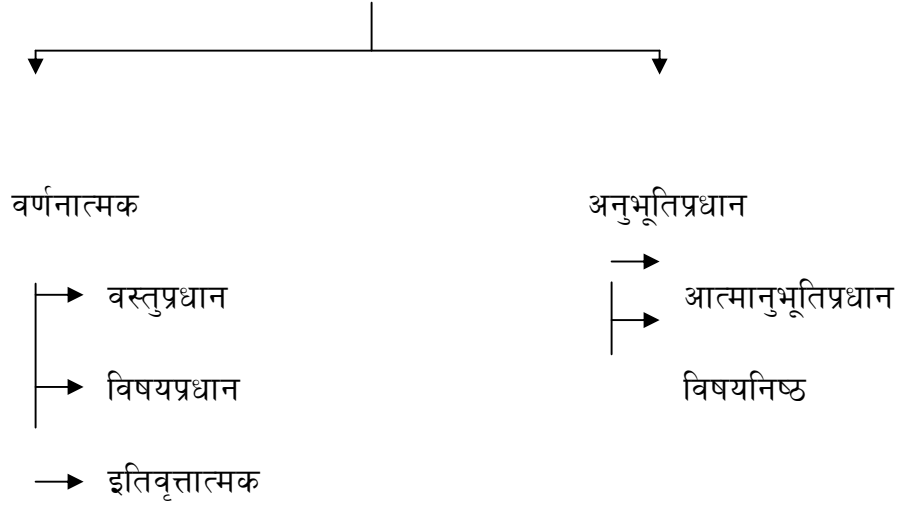 वर्णनात्मक अनुभूतिप्रधान
वस्तुप्रधान आत्मानुभूतिप्रधान
विषयप्रधान विषयनिष्ठ
इतिवृत्तात्मक